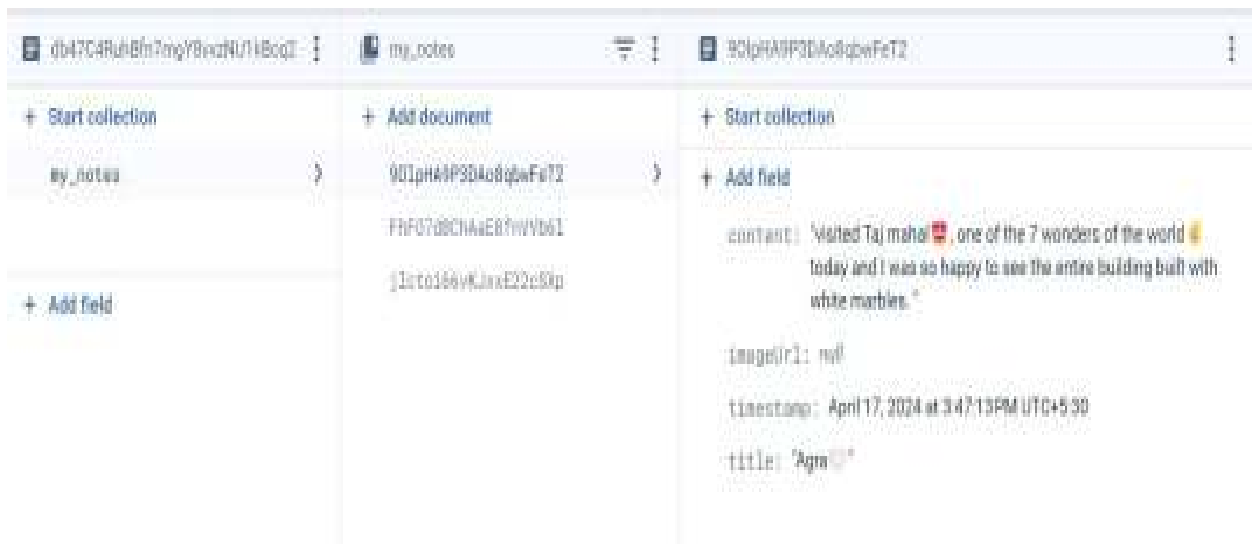 my_notes
+ Start collection
my_notes
+ Add field
+ Add document
+ Start collection
+ Add field
content: "visited Taj mahal, one of the 7 wonders of the world
today and I was so happy to see the entire building built with
white marbles. "
imageUrl: null
timestamp: April 17, 2024 at 3:47:13 PM UTC+5:30
title: "Agra"